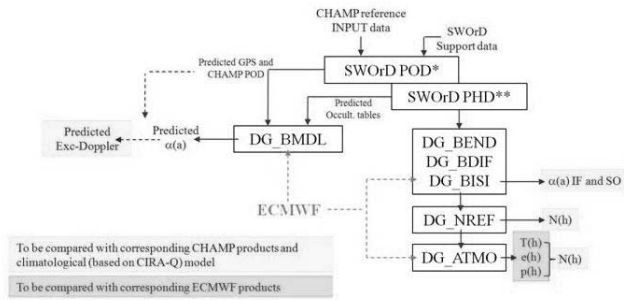 CHAMP reference
INPUT data
SWOrD
Support data
Predicted GPS and
CHAMP POD
SWOrD POD*
SWOrD PHD**
Predicted
Occult. tables
Predicted
Exc-Doppler
Predicted
α(a)
DG_BMDL
DG_BEND
DG_BDIF
DG_BISI
α(a) IF and SO
ECMWF
DG_NREF
N(h)
DG_ATMO
T(h)
e(h)
p(h)
N(h)
To be compared with corresponding CHAMP products and
climatological (based on CIRA-Q) model
To be compared with corresponding ECMWF products